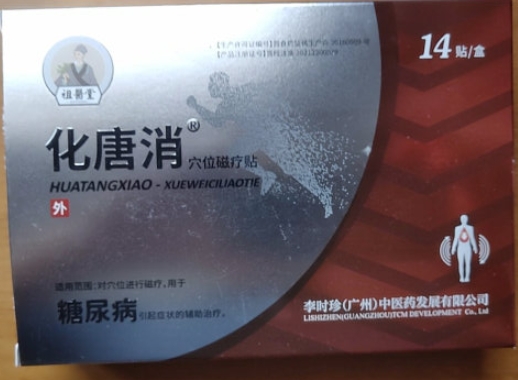 14贴/盒
祖醫堂
化唐消®
穴位磁疗贴
HUATANGXIAO - XUEWEICILIAOTIE
外
适用范围:对穴位进行磁疗,用于
糖尿病引起症状的辅助治疗。
李时珍(广州)中医药发展有限公司
LISHIZHEN(GUANGZHOU)TCM DEVELOPMENT Co., Ltd